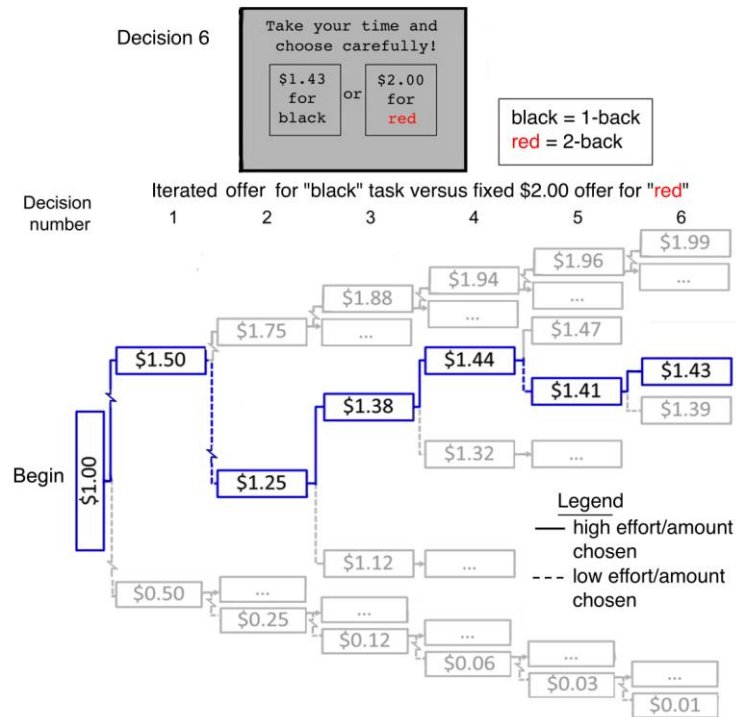 Decision 6
Take your time and
choose carefully!
$1.43
for
black
or
$2.00
for
red
black = 1-back
red = 2-back
Iterated offer for "black" task versus fixed $2.00 offer for "red"
Decision
number
1 2 3 4 5 6
$1.99
$1.96
...
$1.94
...
$1.88
...
$1.75
...
$1.47
$1.50
$1.44
$1.43
$1.41
$1.38
$1.39
$1.32
...
Begin
$1.00
$1.25
Legend
high effort/amount
chosen
low effort/amount
chosen
$1.12
...
$0.50
...
$0.25
...
$0.12
...
$0.06
...
$0.03
...
$0.01